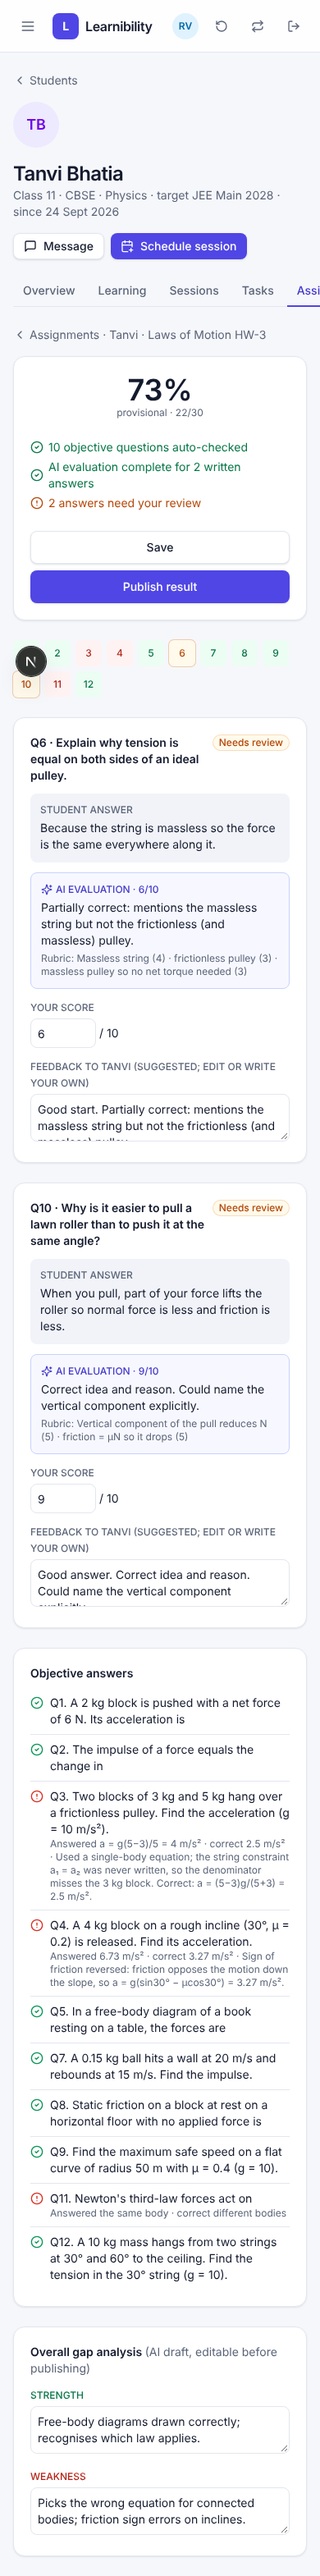 L Learnibility RV
Students
TB
Tanvi Bhatia
Class 11 · CBSE · Physics · target JEE Main 2028 ·
since 24 Sept 2026
Message Schedule session
Overview Learning Sessions Tasks Assi
Assignments · Tanvi · Laws of Motion HW-3
73%
provisional · 22/30
10 objective questions auto-checked
AI evaluation complete for 2 written
answers
2 answers need your review
Save
Publish result
N 2 3 4 5 6 7 8 9
10 11 12
Q6 · Explain why tension is
equal on both sides of an ideal
pulley.
Needs review
STUDENT ANSWER
Because the string is massless so the force
is the same everywhere along it.
AI EVALUATION · 6/10
Partially correct: mentions the massless
string but not the frictionless (and
massless) pulley.
Rubric: Massless string (4) · frictionless pulley (3) ·
massless pulley so no net torque needed (3)
YOUR SCORE
6 / 10
FEEDBACK TO TANVI (SUGGESTED; EDIT OR WRITE
YOUR OWN)
Good start. Partially correct: mentions the
massless string but not the frictionless (and
massless) pulley.
Q10 · Why is it easier to pull a
lawn roller than to push it at the
same angle?
Needs review
STUDENT ANSWER
When you pull, part of your force lifts the
roller so normal force is less and friction is
less.
AI EVALUATION · 9/10
Correct idea and reason. Could name the
vertical component explicitly.
Rubric: Vertical component of the pull reduces N
(5) · friction = μN so it drops (5)
YOUR SCORE
9 / 10
FEEDBACK TO TANVI (SUGGESTED; EDIT OR WRITE
YOUR OWN)
Good answer. Correct idea and reason.
Could name the vertical component
explicitly.
Objective answers
Q1. A 2 kg block is pushed with a net force
of 6 N. Its acceleration is
Q2. The impulse of a force equals the
change in
Q3. Two blocks of 3 kg and 5 kg hang over
a frictionless pulley. Find the acceleration (g
= 10 m/s²).
Answered a = g(5−3)/5 = 4 m/s² · correct 2.5 m/s²
· Used a single-body equation; the string constraint
a₁ = a₂ was never written, so the denominator
misses the 3 kg block. Correct: a = (5−3)g/(5+3) =
2.5 m/s².
Q4. A 4 kg block on a rough incline (30°, μ =
0.2) is released. Find its acceleration.
Answered 6.73 m/s² · correct 3.27 m/s² · Sign of
friction reversed: friction opposes the motion down
the slope, so a = g(sin30° − μcos30°) = 3.27 m/s².
Q5. In a free-body diagram of a book
resting on a table, the forces are
Q7. A 0.15 kg ball hits a wall at 20 m/s and
rebounds at 15 m/s. Find the impulse.
Q8. Static friction on a block at rest on a
horizontal floor with no applied force is
Q9. Find the maximum safe speed on a flat
curve of radius 50 m with μ = 0.4 (g = 10).
Q11. Newton's third-law forces act on
Answered the same body · correct different bodies
Q12. A 10 kg mass hangs from two strings
at 30° and 60° to the ceiling. Find the
tension in the 30° string (g = 10).
Overall gap analysis (AI draft, editable before
publishing)
STRENGTH
Free-body diagrams drawn correctly;
recognises which law applies.
WEAKNESS
Picks the wrong equation for connected
bodies; friction sign errors on inclines.